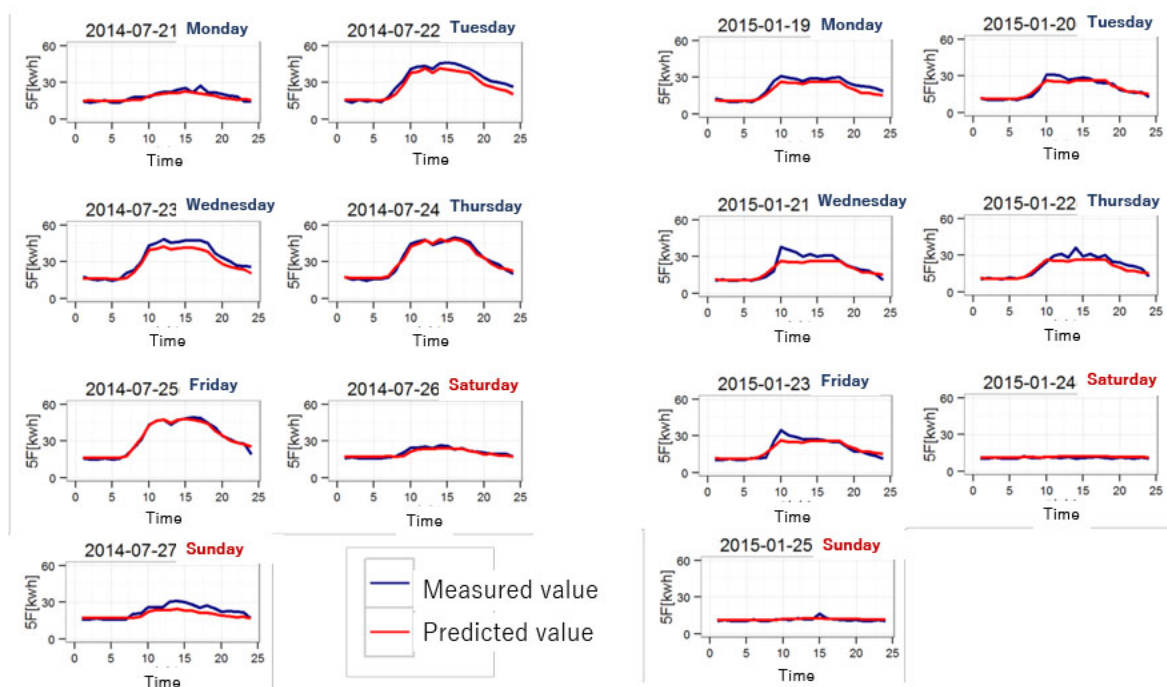 2014-07-21 Monday
5F[kwh]
60
30
0
0 5 10 15 20 25
Time
2014-07-22 Tuesday
5F[kwh]
60
30
0
0 5 10 15 20 25
Time
2015-01-19 Monday
5F[kwh]
60
30
0
0 5 10 15 20 25
Time
2015-01-20 Tuesday
5F[kwh]
60
30
0
0 5 10 15 20 25
Time
2014-07-23 Wednesday
5F[kwh]
60
30
0
0 5 10 15 20 25
Time
2014-07-24 Thursday
5F[kwh]
60
30
0
0 5 10 15 20 25
Time
2015-01-21 Wednesday
5F[kwh]
60
30
0
0 5 10 15 20 25
Time
2015-01-22 Thursday
5F[kwh]
60
30
0
0 5 10 15 20 25
Time
2014-07-25 Friday
5F[kwh]
60
30
0
0 5 10 15 20 25
Time
2014-07-26 Saturday
5F[kwh]
60
30
0
0 5 10 15 20 25
Time
2015-01-23 Friday
5F[kwh]
60
30
0
0 5 10 15 20 25
Time
2015-01-24 Saturday
5F[kwh]
60
30
0
0 5 10 15 20 25
Time
2014-07-27 Sunday
5F[kwh]
60
30
0
0 5 10 15 20 25
Time
Measured value
Predicted value
2015-01-25 Sunday
5F[kwh]
60
30
0
0 5 10 15 20 25
Time